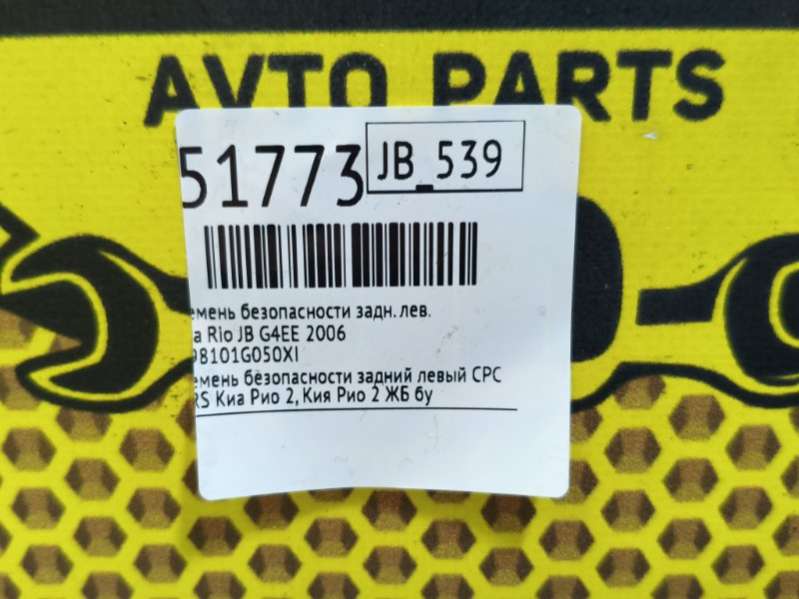 AVTO PARTS
51773
JB_539
емень безопасности задн. лев.
a Rio JB G4EE 2006
98101G050XI
емень безопасности задний левый СРС
RS Киа Рио 2, Кия Рио 2 ЖБ бу